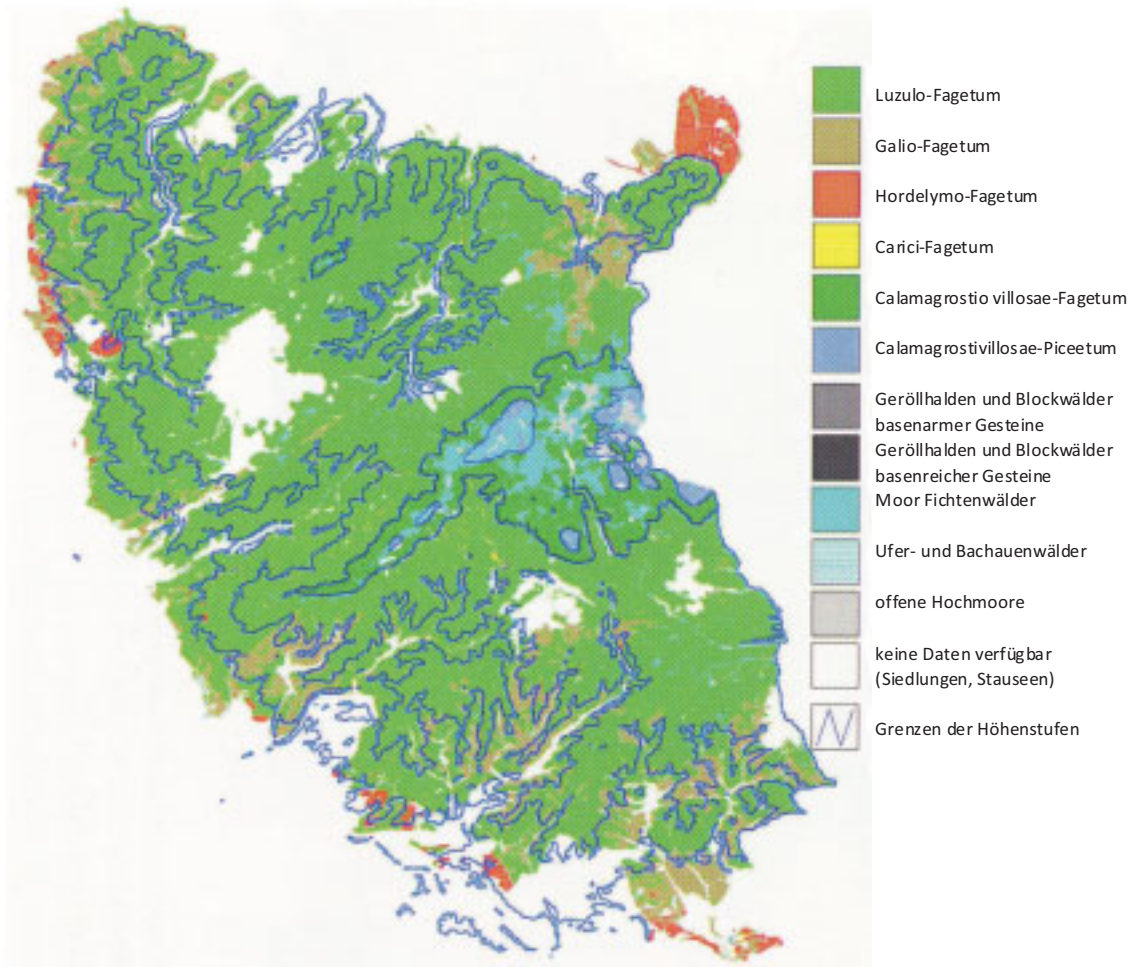 Luzulo-Fagetum
Galio-Fagetum
Hordelymo-Fagetum
Carici-Fagetum
Calamagrostio villosae-Fagetum
Calamagrostivillosae-Piceetum
Geröllhalden und Blockwälder
basenarmer Gesteine
Geröllhalden und Blockwälder
basenreicher Gesteine
Moor Fichtenwälder
Ufer- und Bachauenwälder
offene Hochmoore
keine Daten verfügbar
(Siedlungen, Stauseen)
Grenzen der Höhenstufen